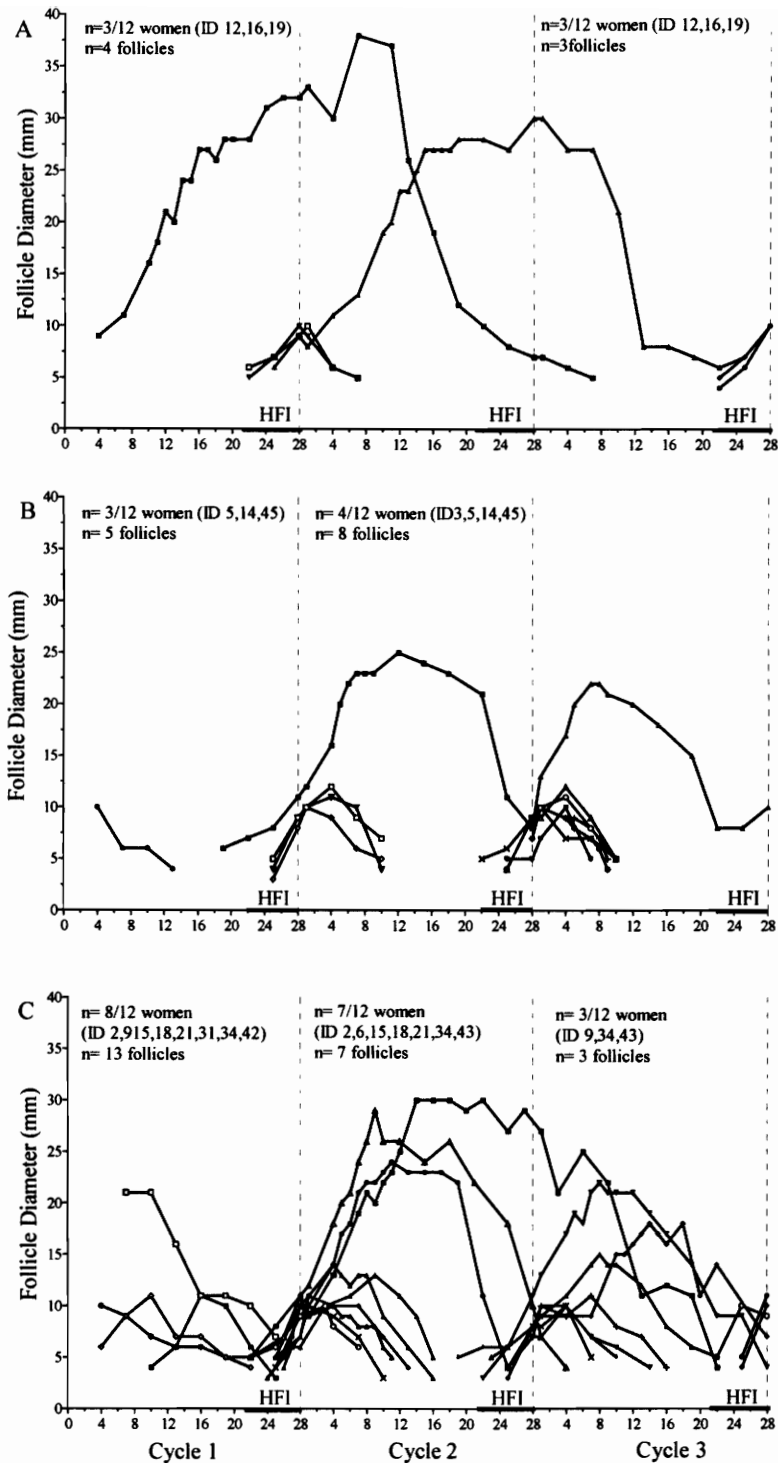 A
n=3/12 women (ID 12,16,19)
n=4 follicles
n=3/12 women (ID 12,16,19)
n=3follicles
Follicle Diameter (mm)
40
35
30
25
20
15
10
5
0
HFI HFI HFI
0 4 8 12 16 20 24 28 4 8 12 16 20 24 28 4 8 12 16 20 24 28
B
n= 3/12 women (ID 5,14,45)
n= 5 follicles
n= 4/12 women (ID3,5,14,45)
n= 8 follicles
Follicle Diameter (mm)
40
35
30
25
20
15
10
5
0
HFI HFI HFI
0 4 8 12 16 20 24 28 4 8 12 16 20 24 28 4 8 12 16 20 24 28
C
n= 8/12 women
(ID 2,915,18,21,31,34,42)
n= 13 follicles
n= 7/12 women
(ID 2,6,15,18,21,34,43)
n= 7 follicles
n= 3/12 women
(ID 9,34,43)
n= 3 follicles
Follicle Diameter (mm)
40
35
30
25
20
15
10
5
0
HFI HFI HFI
0 4 8 12 16 20 24 28 4 8 12 16 20 24 28 4 8 12 16 20 24 28
Cycle 1 Cycle 2 Cycle 3